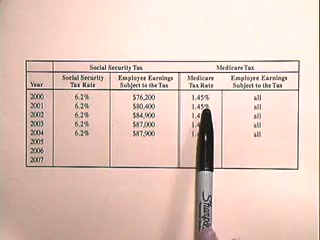 Social Security Tax Medicare Tax
Year Social Security Tax Rate Employee Earnings Subject to the Tax Medicare Tax Rate Employee Earnings Subject to the Tax
2000 6.2% $76,200 1.45% all
2001 6.2% $80,400 1.45% all
2002 6.2% $84,900 all
2003 6.2% $87,000 all
2004 6.2% $87,900 all
2005
2006
2007
Sharpie